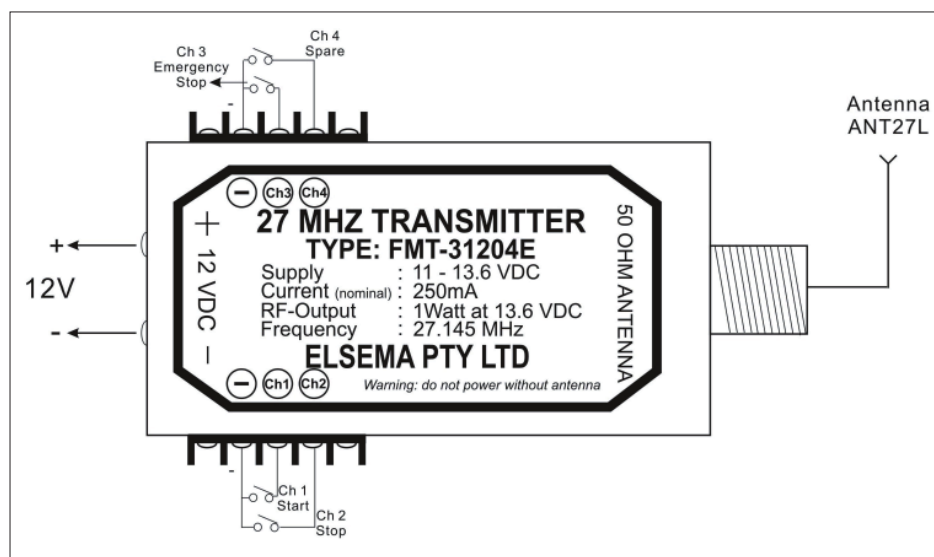 Ch 3
Emergency
Stop
Ch 4
Spare
-
Antenna
ANT27L
- Ch3 Ch4
27 MHZ TRANSMITTER
TYPE: FMT-31204E
Supply : 11 - 13.6 VDC
Current (nominal) : 250mA
RF-Output : 1Watt at 13.6 VDC
Frequency : 27.145 MHz
ELSEMA PTY LTD
- Ch1 Ch2
Warning: do not power without antenna
+ 12 VDC -
50 OHM ANTENNA
+
12V
-
-
Ch 1
Start
Ch 2
Stop